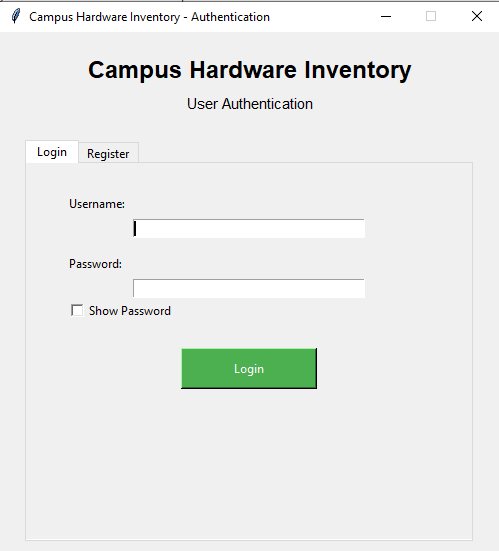 Campus Hardware Inventory - Authentication
Campus Hardware Inventory
User Authentication
Login Register
Username:
Password:
Show Password
Login